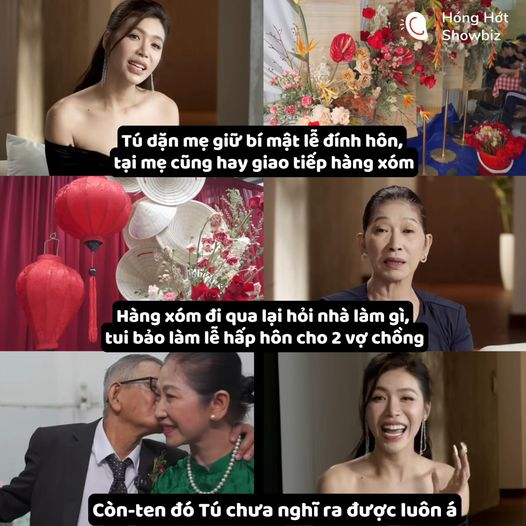 Hóng Hớt
Showbiz
Tú dặn mẹ giữ bí mật lễ đính hôn,
tại mẹ cũng hay giao tiếp hàng xóm
Hàng xóm đi qua lại hỏi nhà làm gì,
tui bảo làm lễ hấp hôn cho 2 vợ chồng
Còn-ten đó Tú chưa nghĩ ra được luôn á